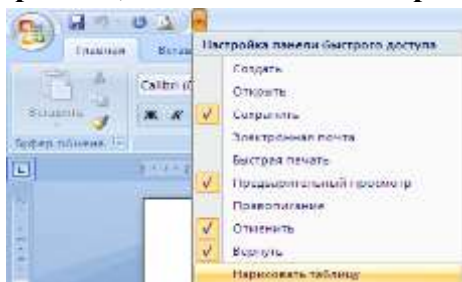 Главная Вставка
Настройка панели быстрого доступа
Создать
Открыть
Calibri (О
Сохранить
Вставить
Ж К
Электронная почта
Буфер обмена
Быстрая печать
Предварительный просмотр
Правописание
Отменить
Вернуть
Нарисовать таблицу